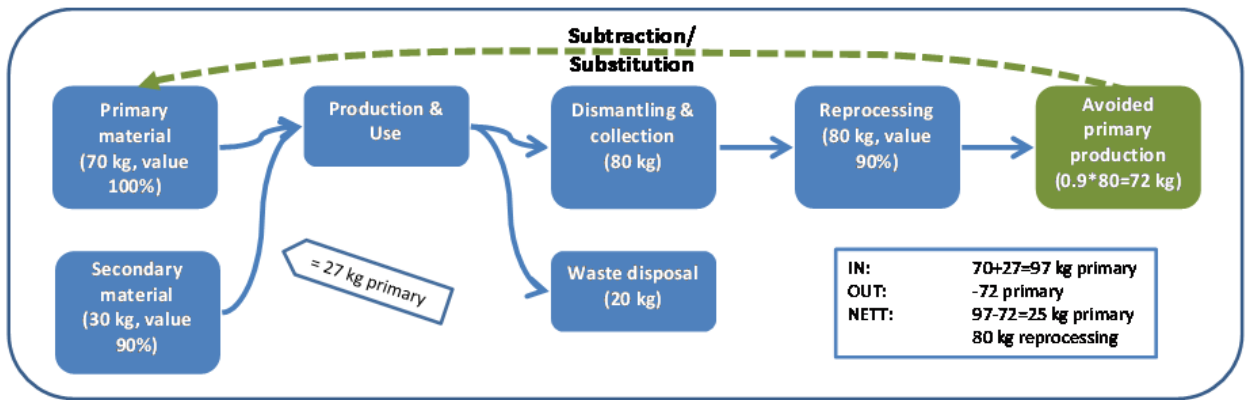 Subtraction/
Substitution
Primary
material
(70 kg, value
100%)
Production &
Use
Dismantling &
collection
(80 kg)
Reprocessing
(80 kg, value
90%)
Avoided
primary
production
(0.9*80=72 kg)
Secondary
material
(30 kg, value
90%)
= 27 kg primary
Waste disposal
(20 kg)
IN: 70+27=97 kg primary
OUT: -72 primary
NETT: 97-72=25 kg primary
80 kg reprocessing